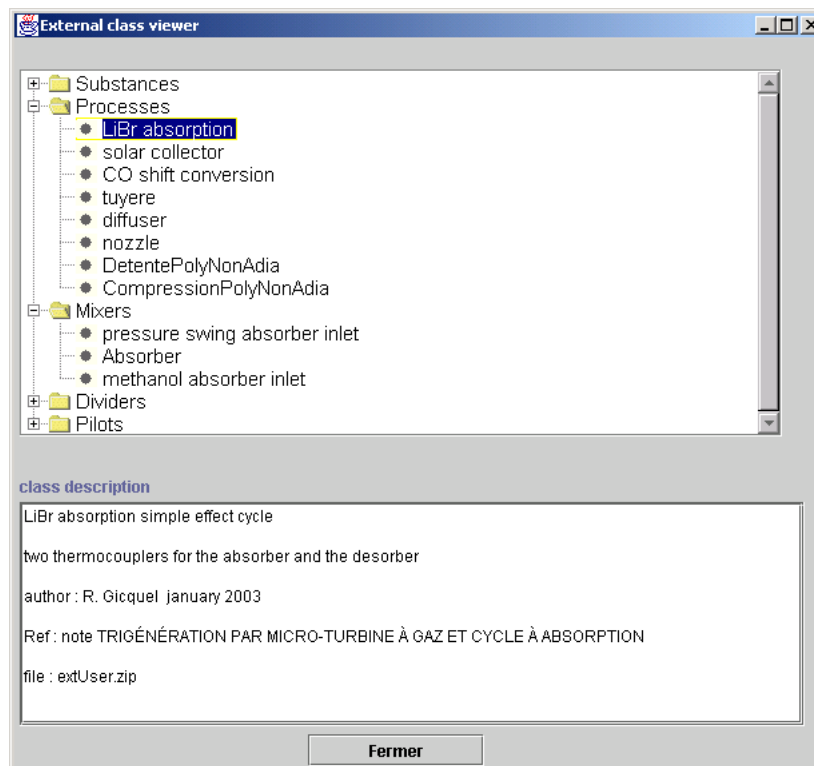 External class viewer
Substances
Processes
LiBr absorption
solar collector
CO shift conversion
tuyere
diffuser
nozzle
DetentePolyNonAdia
CompressionPolyNonAdia
Mixers
pressure swing absorber inlet
Absorber
methanol absorber inlet
Dividers
Pilots
class description
LiBr absorption simple effect cycle
two thermocouplers for the absorber and the desorber
author : R. Gicquel january 2003
Ref : note TRIGÉNÉRATION PAR MICRO-TURBINE À GAZ ET CYCLE À ABSORPTION
file : extUser.zip
Fermer